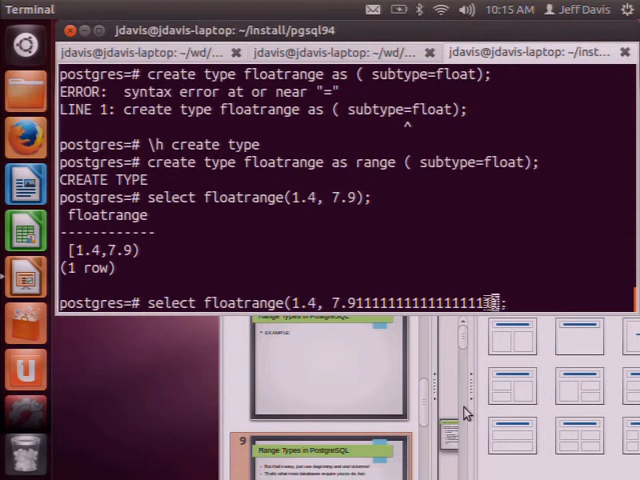 Terminal
10:15 AM
Jeff Davis
jdavis@jdavis-laptop: ~/install/pgsql94
jdavis@jdavis-laptop: ~/wd/...
jdavis@jdavis-laptop: ~/wd/...
jdavis@jdavis-laptop: ~/inst...
postgres=# create type floatrange as ( subtype=float);
ERROR:  syntax error at or near "="
LINE 1: create type floatrange as ( subtype=float);
^
postgres=# \h create type
postgres=# create type floatrange as range ( subtype=float);
CREATE TYPE
postgres=# select floatrange(1.4, 7.9);
floatrange
------------
[1.4,7.9)
(1 row)
postgres=# select floatrange(1.4,
Range Types in PostgreSQL
EXAMPLE
9
Range Types in PostgreSQL